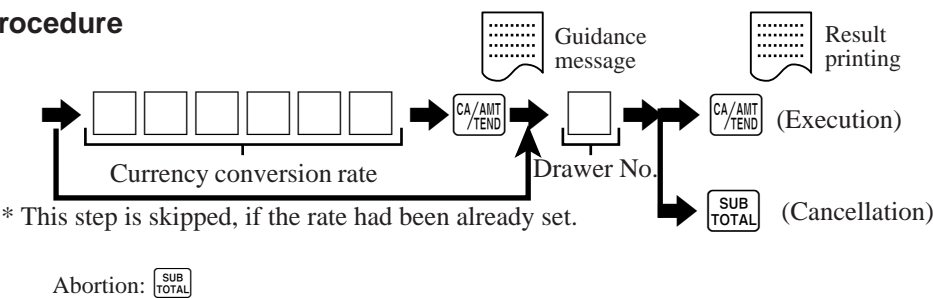 rocedure
Guidance
message
Result
printing
CA/AMT
/TEND
CA/AMT
/TEND
(Execution)
Currency conversion rate
Drawer No.
* This step is skipped, if the rate had been already set.
SUB
TOTAL
(Cancellation)
Abortion: SUB
TOTAL